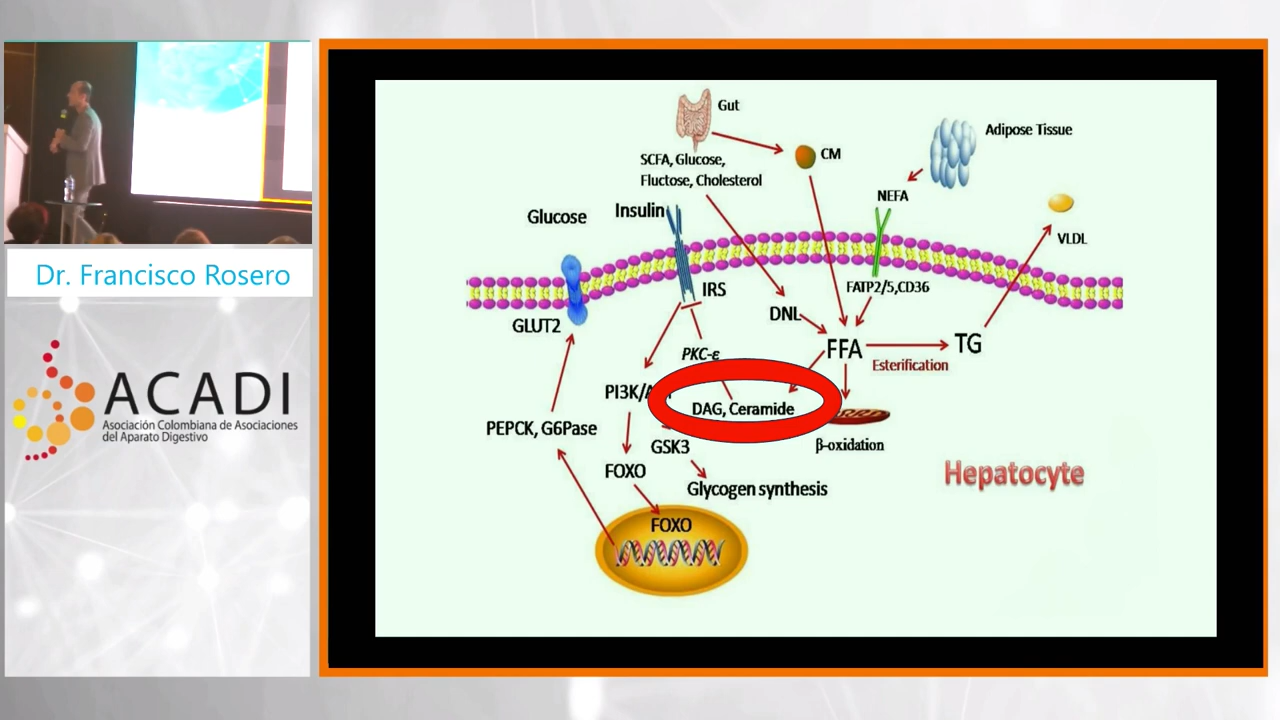 Dr. Francisco Rosero
ACADI
Asociación Colombiana de Asociaciones
del Aparato Digestivo
Gut
Adipose Tissue
CM
SCFA, Glucose,
Fluctose, Cholesterol
NEFA
Glucose
Insulin
VLDL
IRS
FATP2/5,CD36
GLUT2
DNL
FFA
TG
PKC-ε
Esterification
PI3K/A
DAG, Ceramide
PEPCK, G6Pase
GSK3
β-oxidation
FOXO
Hepatocyte
Glycogen synthesis
FOXO